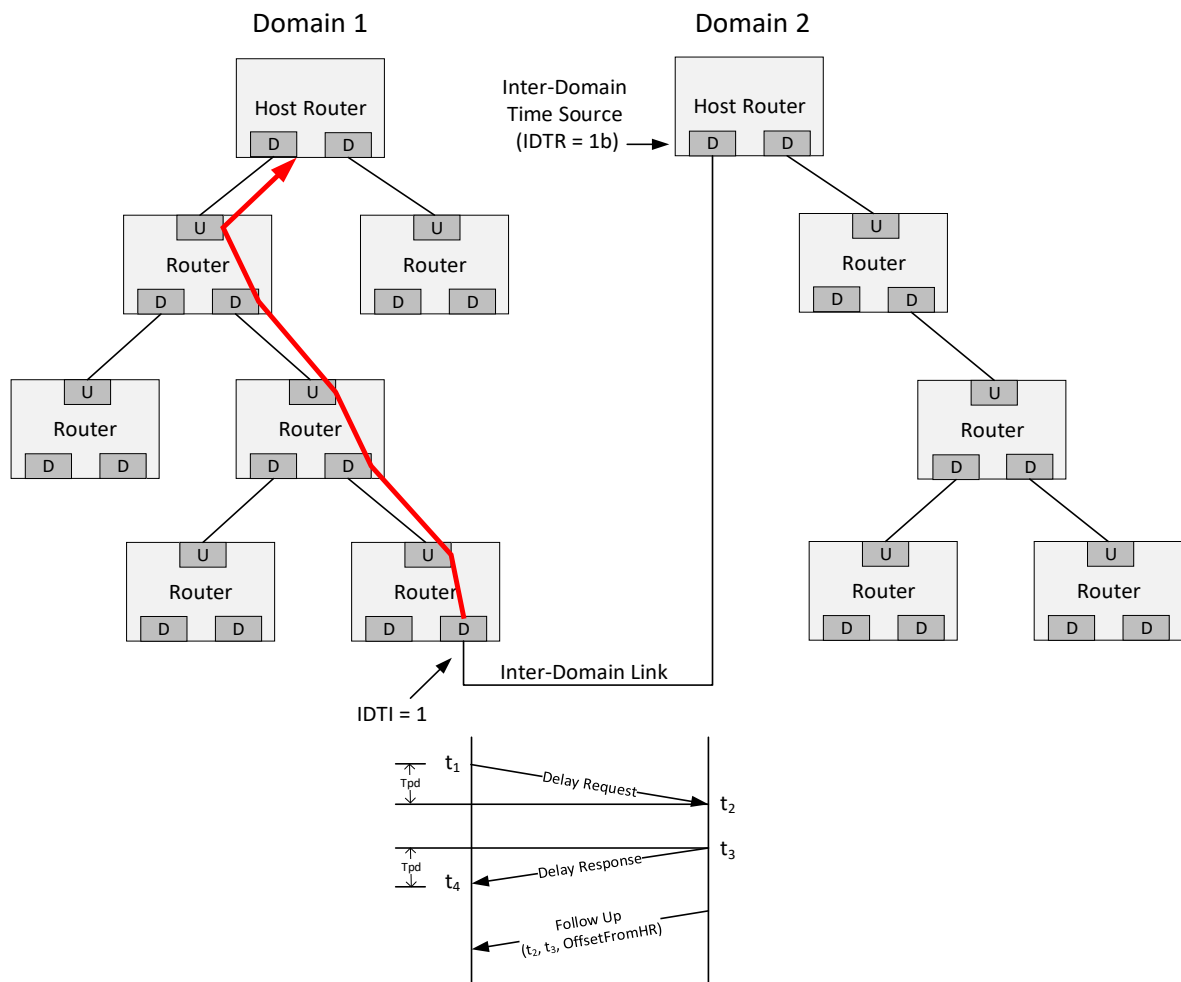 Domain 1
Domain 2
Host Router
D
D
Inter-Domain
Time Source
(IDTR = 1b)
Host Router
D
D
U
Router
D
D
U
Router
D
D
U
Router
D
D
U
Router
D
D
U
Router
D
D
U
Router
D
D
U
Router
D
D
U
Router
D
D
U
Router
D
D
U
Router
D
D
Inter-Domain Link
IDTI = 1
t1
Tpd
Delay Request
t2
t3
Tpd
Delay Response
t4
Follow Up
(t2, t3, OffsetFromHR)